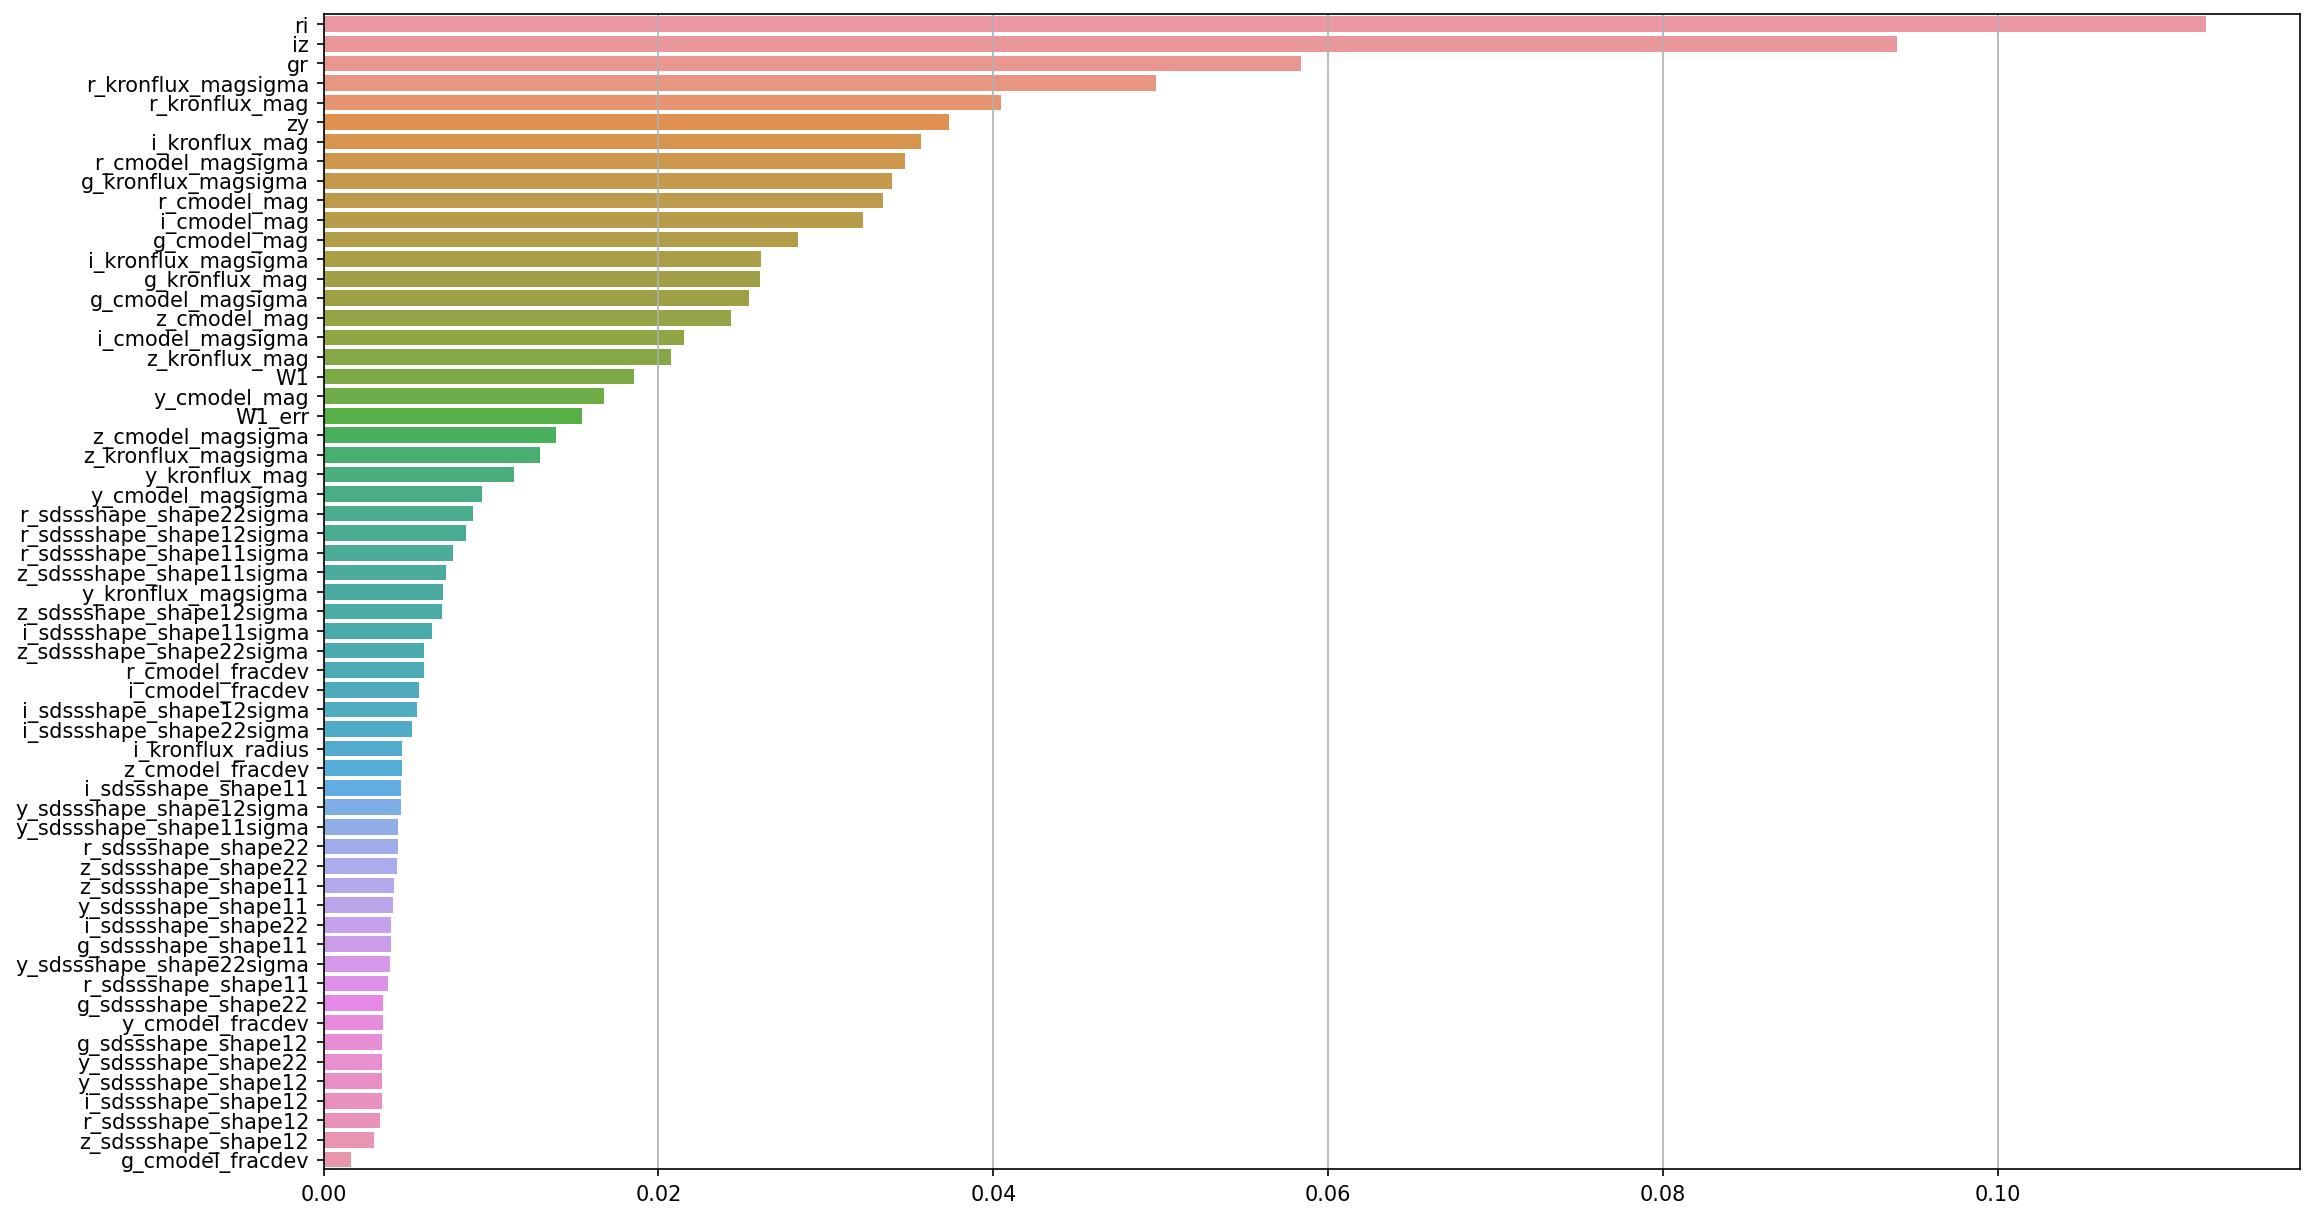 ri
iz
gr
r_kronflux_magsigma
r_kronflux_mag
zy
i_kronflux_mag
r_cmodel_magsigma
g_kronflux_magsigma
r_cmodel_mag
i_cmodel_mag
g_cmodel_mag
i_kronflux_magsigma
g_kronflux_mag
g_cmodel_magsigma
z_cmodel_mag
i_cmodel_magsigma
z_kronflux_mag
W1
y_cmodel_mag
W1_err
z_cmodel_magsigma
z_kronflux_magsigma
y_kronflux_mag
y_cmodel_magsigma
r_sdssshape_shape22sigma
r_sdssshape_shape12sigma
r_sdssshape_shape11sigma
z_sdssshape_shape11sigma
y_kronflux_magsigma
z_sdssshape_shape12sigma
i_sdssshape_shape11sigma
z_sdssshape_shape22sigma
r_cmodel_fracdev
i_cmodel_fracdev
i_sdssshape_shape12sigma
i_sdssshape_shape22sigma
i_kronflux_radius
z_cmodel_fracdev
i_sdssshape_shape11
y_sdssshape_shape12sigma
y_sdssshape_shape11sigma
r_sdssshape_shape22
z_sdssshape_shape22
z_sdssshape_shape11
y_sdssshape_shape11
i_sdssshape_shape22
g_sdssshape_shape11
y_sdssshape_shape22sigma
r_sdssshape_shape11
g_sdssshape_shape22
y_cmodel_fracdev
g_sdssshape_shape12
y_sdssshape_shape22
y_sdssshape_shape12
i_sdssshape_shape12
r_sdssshape_shape12
z_sdssshape_shape12
g_cmodel_fracdev
0.00 0.02 0.04 0.06 0.08 0.10